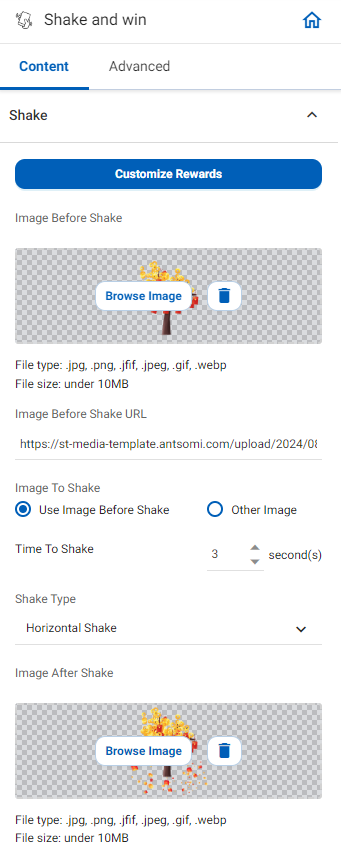 Shake and win
Content Advanced
Shake
Customize Rewards
Image Before Shake
Browse Image
File type: .jpg, .png, .jfif, .jpeg, .gif, .webp
File size: under 10MB
Image Before Shake URL
https://st-media-template.antsomi.com/upload/2024/08
Image To Shake
Use Image Before Shake Other Image
Time To Shake 3 second(s)
Shake Type
Horizontal Shake
Image After Shake
Browse Image
File type: .jpg, .png, .jfif, .jpeg, .gif, .webp
File size: under 10MB